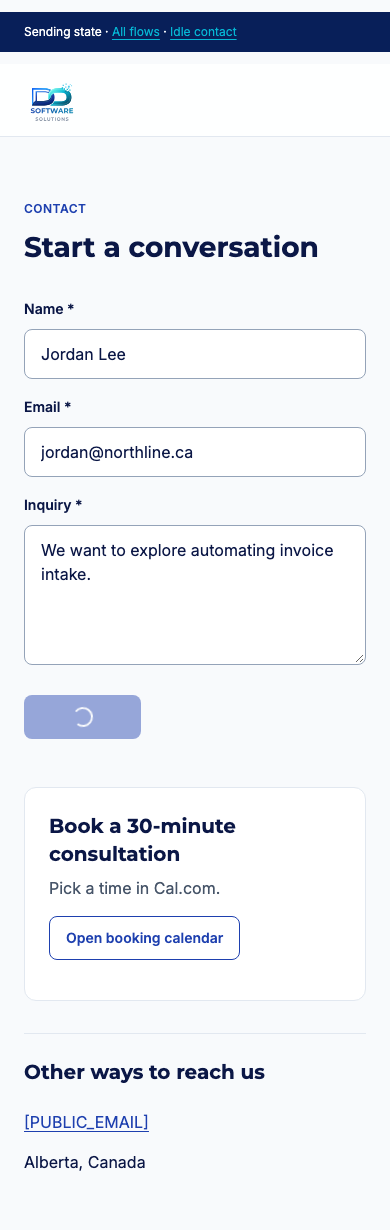 Sending state · All flows · Idle contact
DO
SOFTWARE
SOLUTIONS
CONTACT
Start a conversation
Name *
Jordan Lee
Email *
jordan@northline.ca
Inquiry *
We want to explore automating invoice
intake.
Book a 30-minute
consultation
Pick a time in Cal.com.
Open booking calendar
Other ways to reach us
[PUBLIC_EMAIL]
Alberta, Canada